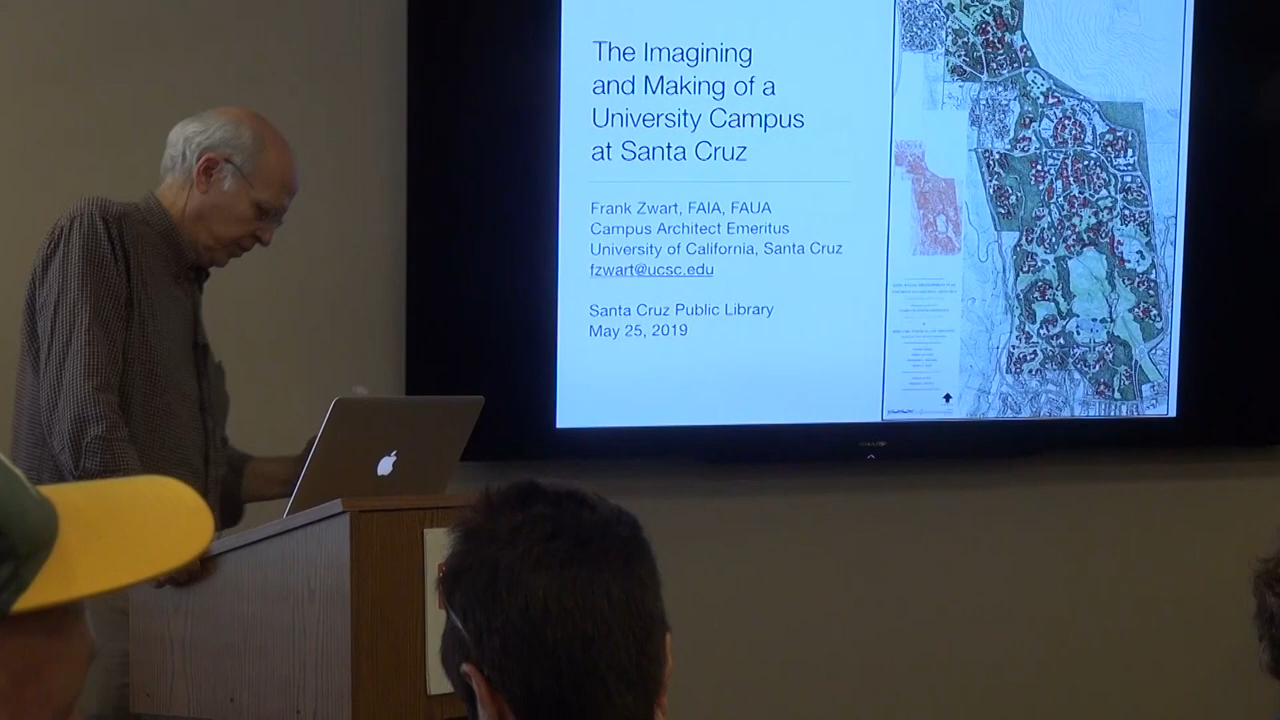 The Imagining
and Making of a
University Campus
at Santa Cruz
Frank Zwart, FAIA, FAUA
Campus Architect Emeritus
University of California, Santa Cruz
fzwart@ucsc.edu
Santa Cruz Public Library
May 25, 2019
SHARP